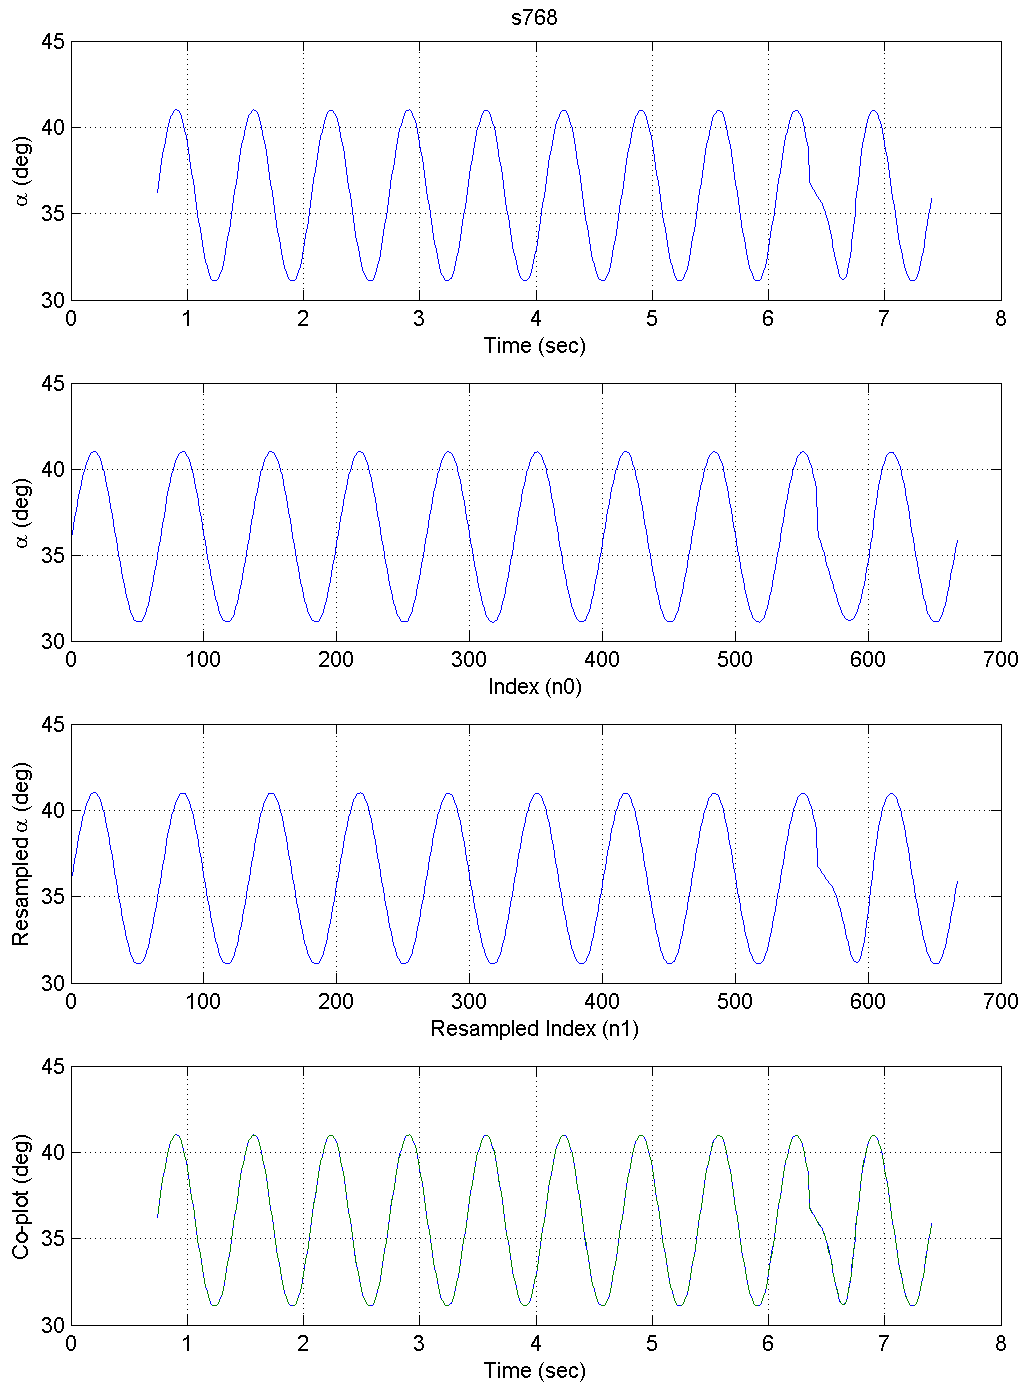 s768
45
40
35
30
α (deg)
0 1 2 3 4 5 6 7 8
Time (sec)
45
40
35
30
α (deg)
0 100 200 300 400 500 600 700
Index (n0)
45
40
35
30
Resampled α (deg)
0 100 200 300 400 500 600 700
Resampled Index (n1)
45
40
35
30
Co-plot (deg)
0 1 2 3 4 5 6 7 8
Time (sec)